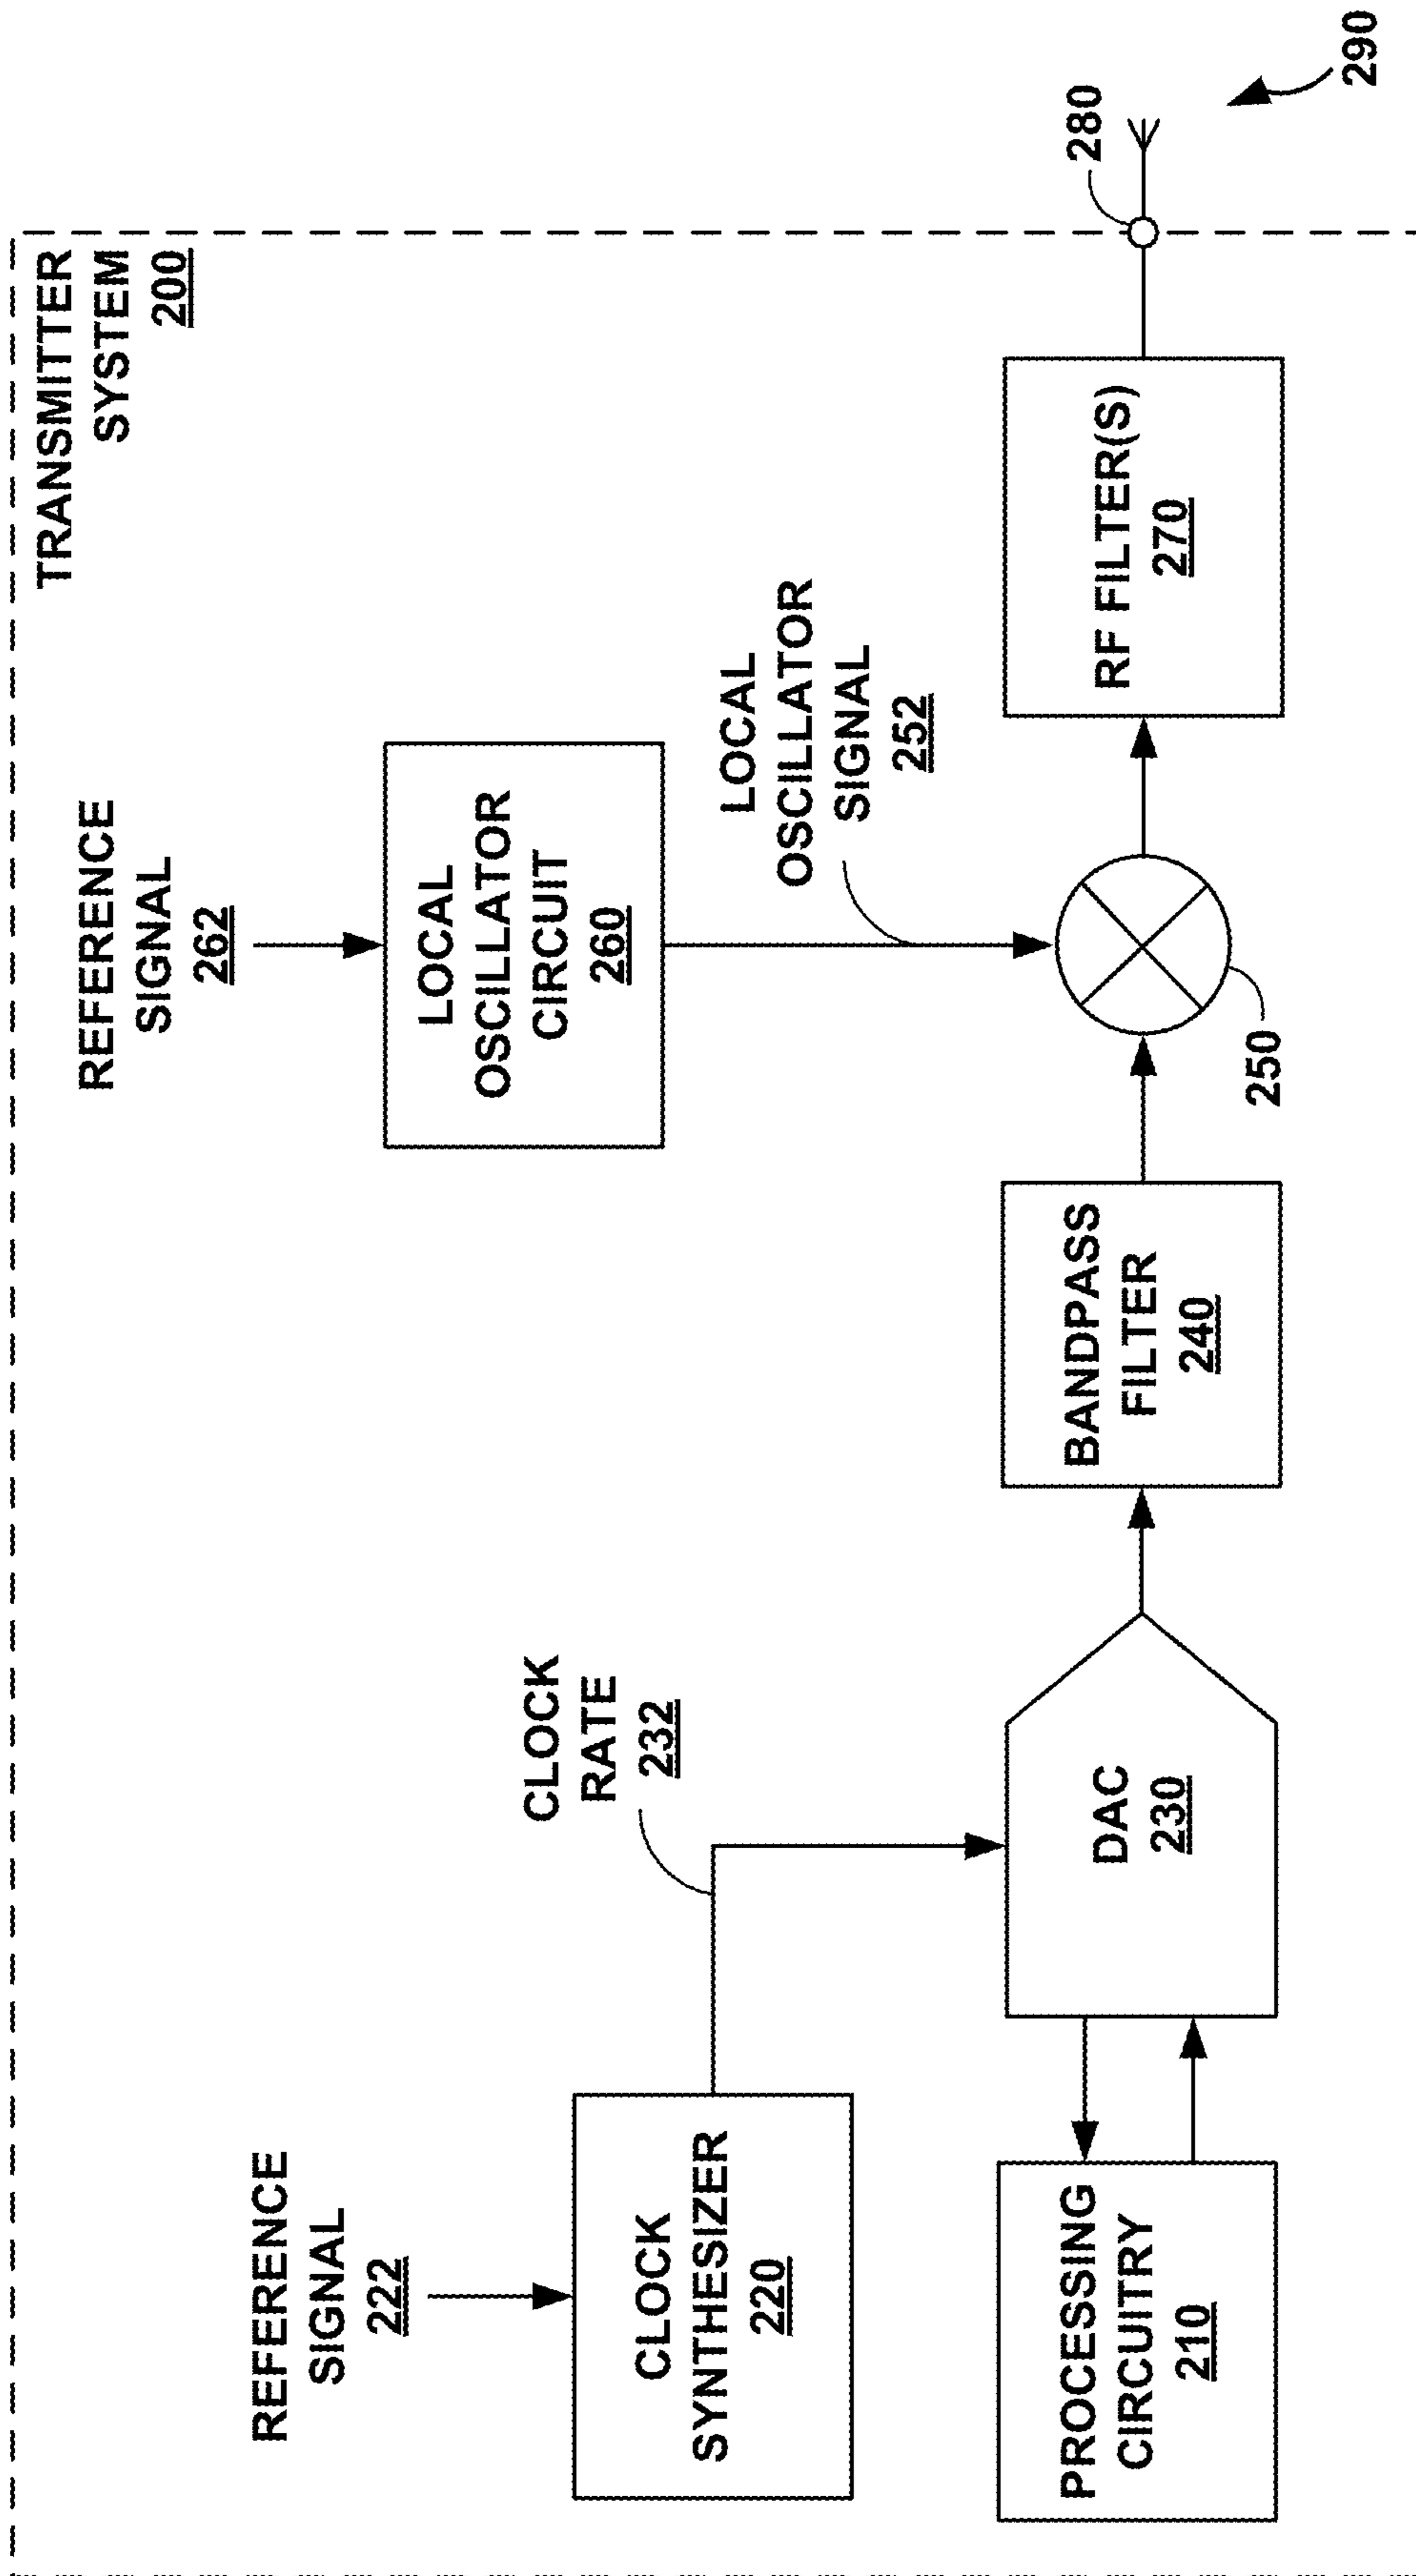 TRANSMITTER
SYSTEM
200
REFERENCE
SIGNAL
262
LOCAL
OSCILLATOR
CIRCUIT
260
LOCAL
OSCILLATOR
SIGNAL
252
REFERENCE
SIGNAL
222
CLOCK
SYNTHESIZER
220
CLOCK
RATE
232
PROCESSING
CIRCUITRY
210
DAC
230
BANDPASS
FILTER
240
250
RF FILTER(S)
270
280
290